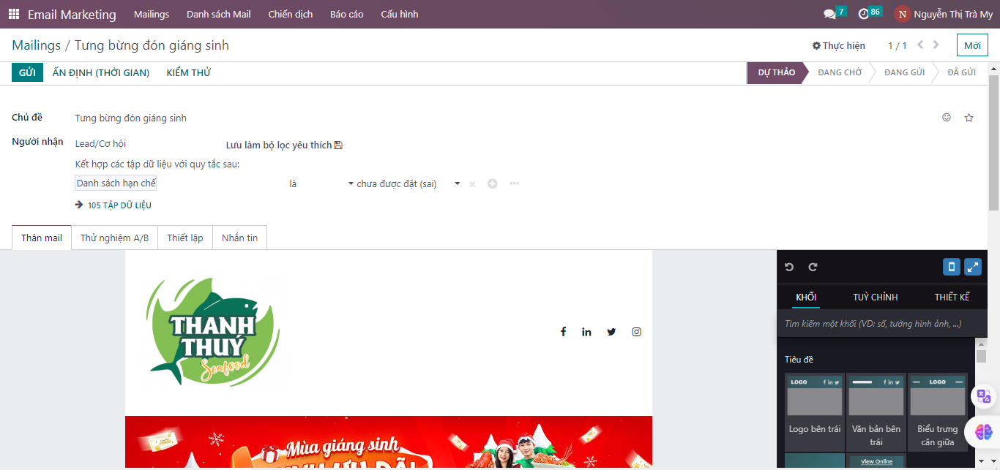 Email Marketing Mailings Danh sách Mail Chiến dịch Báo cáo Cấu hình 7 86 N Nguyễn Thị Trà My
Mailings / Tưng bừng đón giáng sinh Thực hiện 1 / 1 Mới
GỬI ẤN ĐỊNH (THỜI GIAN) KIỂM THỬ DỰ THẢO ĐANG CHỜ ĐANG GỬI ĐÃ GỬI
Chủ đề Tưng bừng đón giáng sinh
Người nhận Lead/Cơ hội Lưu làm bộ lọc yêu thích
Kết hợp các tập dữ liệu với quy tắc sau:
Danh sách hạn chế là chưa được đặt (sai)
105 TẬP DỮ LIỆU
Thân mail Thử nghiệm A/B Thiết lập Nhắn tin
THANH
THUÝ
Seafood
Mùa giáng sinh
KHỐI TUỲ CHỈNH THIẾT KẾ
Tìm kiếm một khối (VD: số, tường hình ảnh, ...)
Tiêu đề
LOGO LOGO
Logo bên trái Văn bản bên trái Biểu trưng căn giữa
View Online